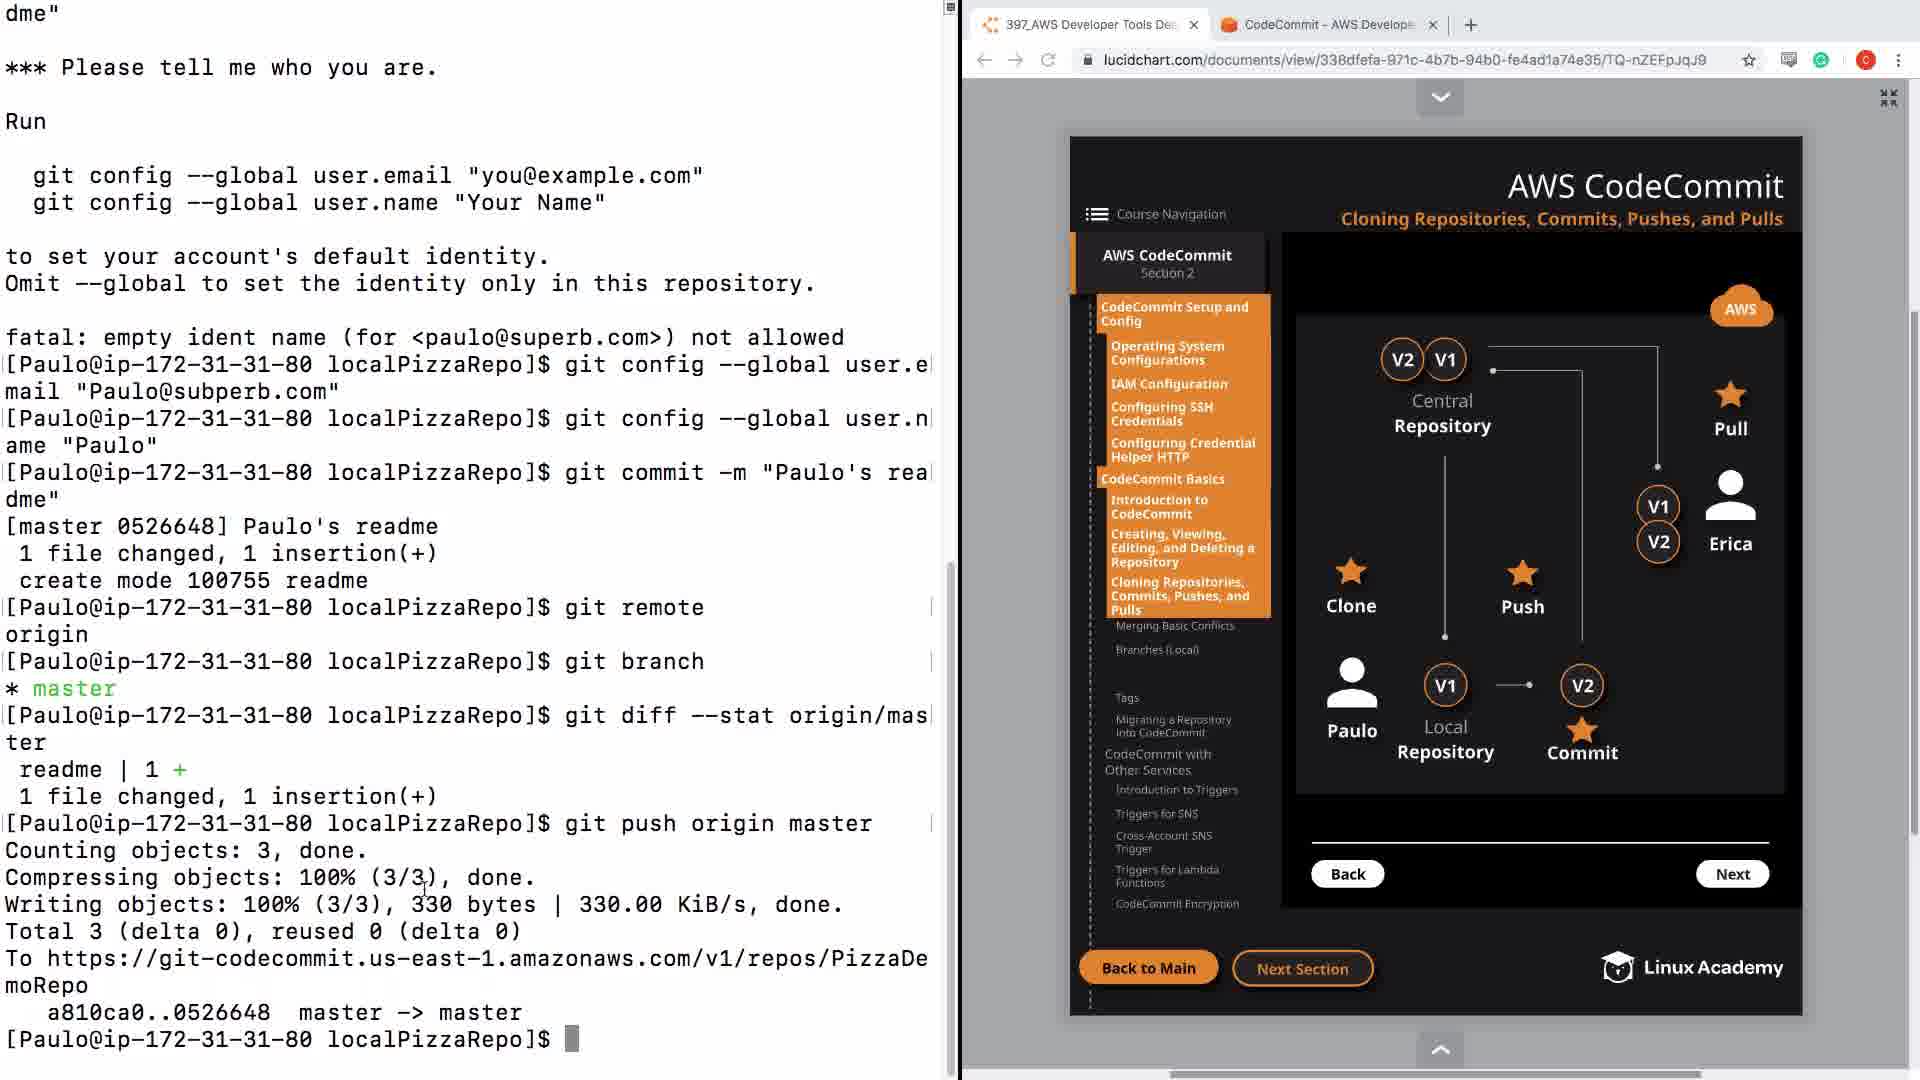 dme"
*** Please tell me who you are.
Run
git config --global user.email "you@example.com"
git config --global user.name "Your Name"
to set your account's default identity.
Omit --global to set the identity only in this repository.
fatal: empty ident name (for <paulo@superb.com>) not allowed
[Paulo@ip-172-31-31-80 localPizzaRepo]$ git config --global user.e
mail "Paulo@subperb.com"
[Paulo@ip-172-31-31-80 localPizzaRepo]$ git config --global user.n
ame "Paulo"
[Paulo@ip-172-31-31-80 localPizzaRepo]$ git commit -m "Paulo's rea
dme"
[master 0526648] Paulo's readme
1 file changed, 1 insertion(+)
create mode 100755 readme
[Paulo@ip-172-31-31-80 localPizzaRepo]$ git remote
origin
[Paulo@ip-172-31-31-80 localPizzaRepo]$ git branch
* master
[Paulo@ip-172-31-31-80 localPizzaRepo]$ git diff --stat origin/mas
ter
readme | 1 +
1 file changed, 1 insertion(+)
[Paulo@ip-172-31-31-80 localPizzaRepo]$ git push origin master
Counting objects: 3, done.
Compressing objects: 100% (3/3), done.
Writing objects: 100% (3/3), 330 bytes | 330.00 KiB/s, done.
Total 3 (delta 0), reused 0 (delta 0)
To https://git-codecommit.us-east-1.amazonaws.com/v1/repos/PizzaDe
moRepo
a810ca0..0526648 master -> master
[Paulo@ip-172-31-31-80 localPizzaRepo]$
397_AWS Developer Tools Dee
CodeCommit - AWS Develope
lucidchart.com/documents/view/338dfefa-971c-4b7b-94b0-fe4ad1a74e35/TQ-nZEFpJqJ9
C
AWS CodeCommit
Cloning Repositories, Commits, Pushes, and Pulls
Course Navigation
AWS CodeCommit
Section 2
CodeCommit Setup and
Config
Operating System
Configurations
IAM Configuration
Configuring SSH
Credentials
Configuring Credential
Helper HTTP
CodeCommit Basics
Introduction to
CodeCommit
Creating, Viewing,
Editing, and Deleting a
Repository
Cloning Repositories,
Commits, Pushes, and
Pulls
Merging Basic Conflicts
Branches (Local)
Tags
Migrating a Repository
into CodeCommit
CodeCommit with
Other Services
Introduction to Triggers
Triggers for SNS
Cross-Account SNS
Trigger
Triggers for Lambda
Functions
CodeCommit Encryption
AWS
V2 V1
Central
Repository
Pull
V1
V2
Erica
Clone
Push
Paulo
V1
Local
Repository
V2
Commit
Back
Next
Back to Main
Next Section
Linux Academy